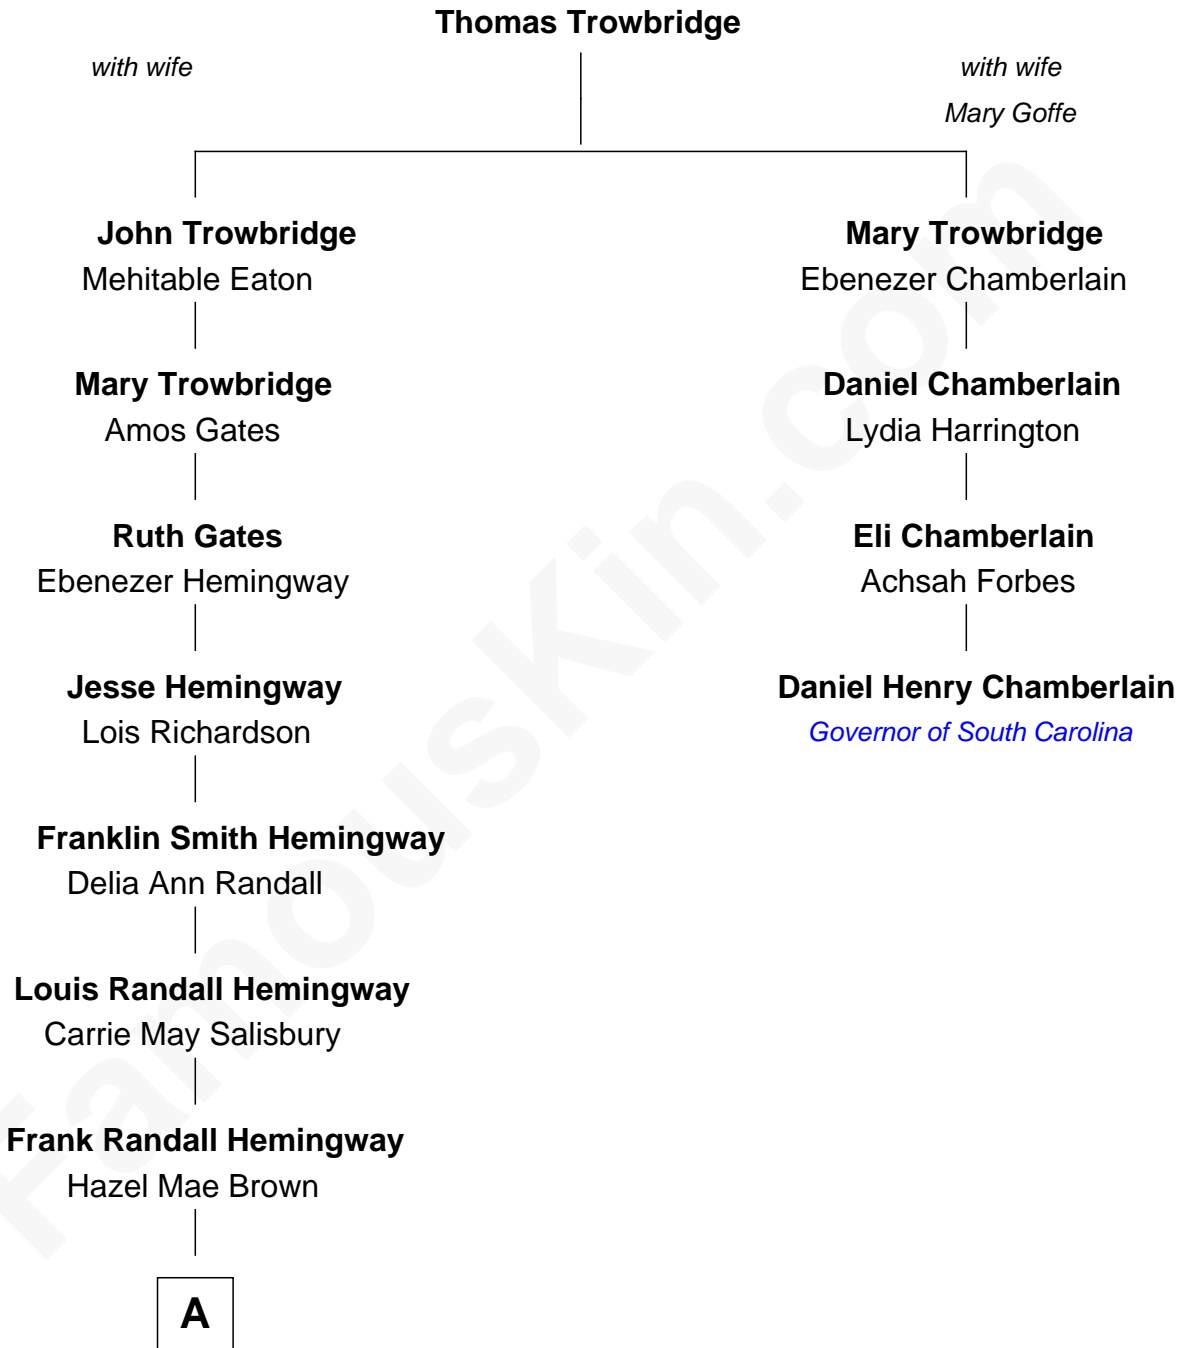 Thomas Trowbridge
with wife
with wife
Mary Goffe
John Trowbridge
Mehitable Eaton
Mary Trowbridge
Ebenezer Chamberlain
Mary Trowbridge
Amos Gates
Daniel Chamberlain
Lydia Harrington
Ruth Gates
Ebenezer Hemingway
Eli Chamberlain
Achsah Forbes
Jesse Hemingway
Lois Richardson
Daniel Henry Chamberlain
Governor of South Carolina
Franklin Smith Hemingway
Delia Ann Randall
Louis Randall Hemingway
Carrie May Salisbury
Frank Randall Hemingway
Hazel Mae Brown
A
FamousKin.com